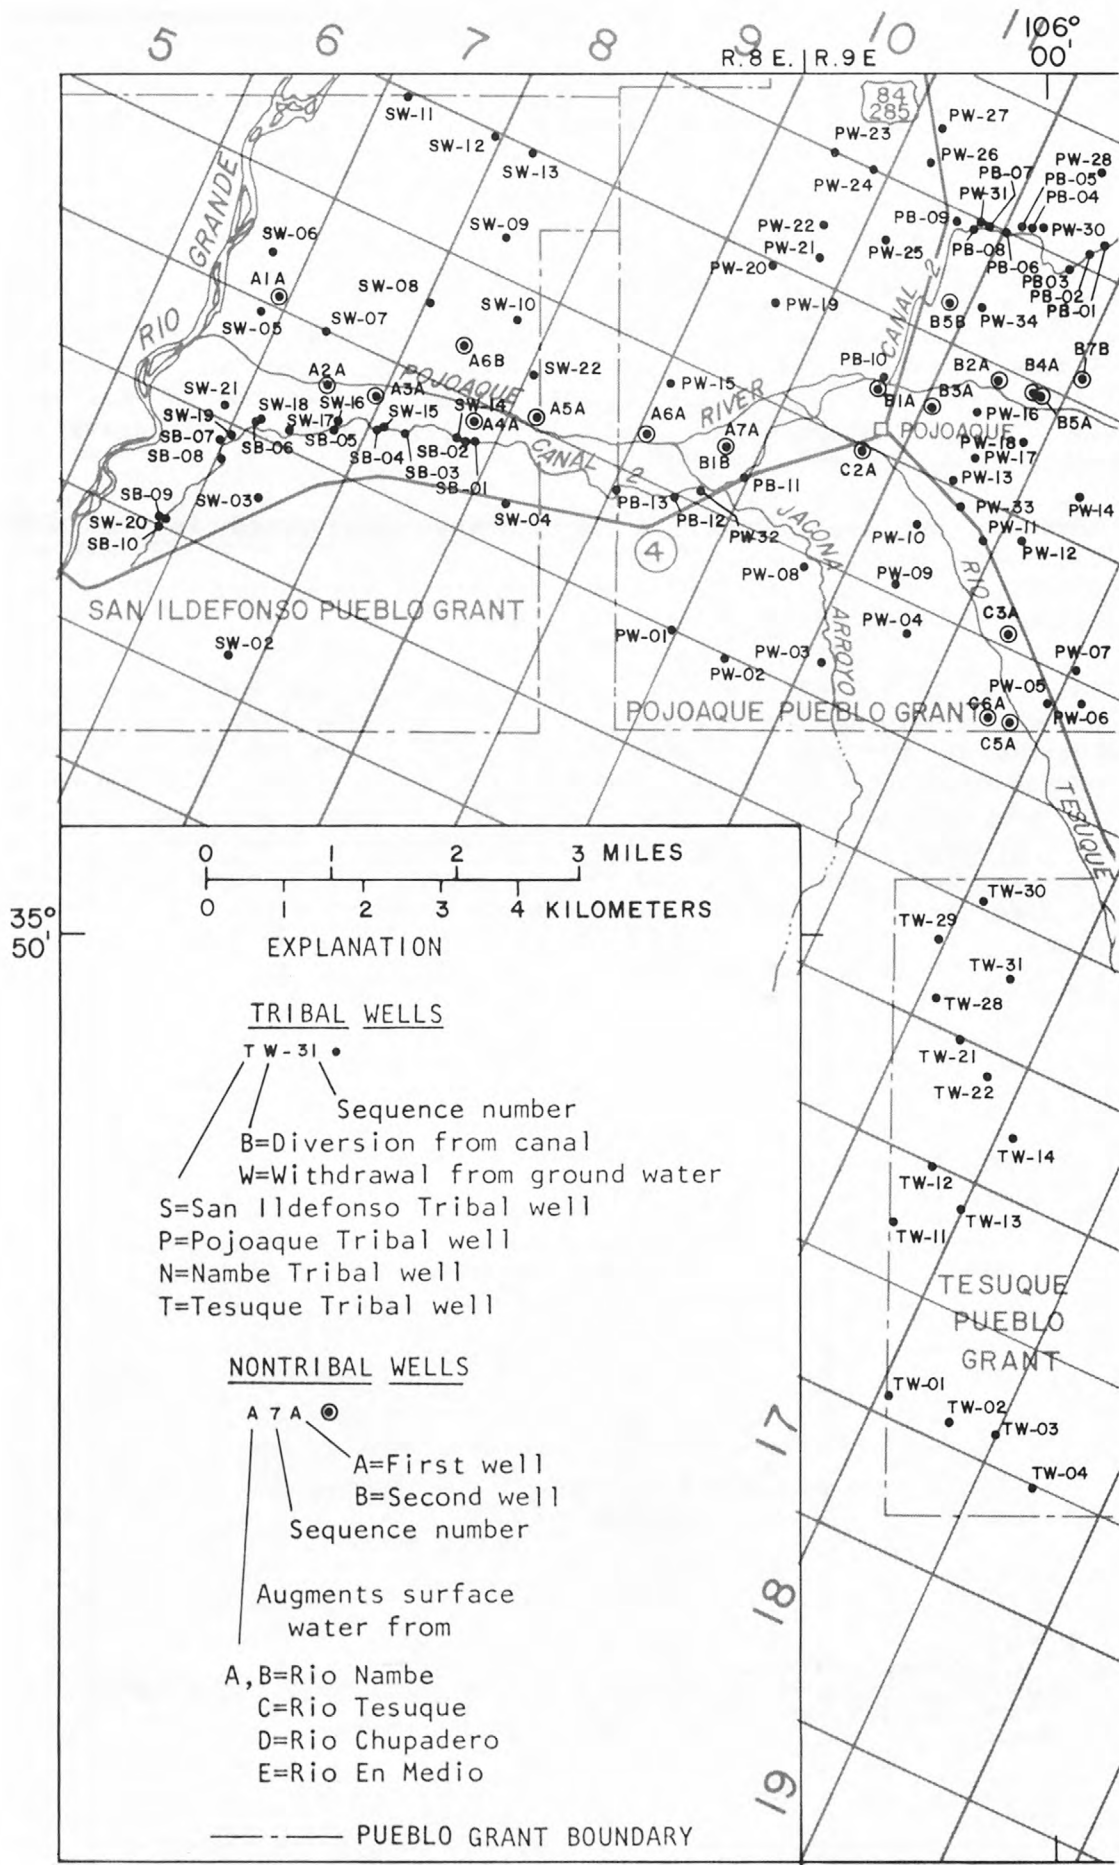 5
6
7
8
9
10
11
106°
00'
R.8 E. | R.9 E
84
285
SW-11
SW-12
SW-13
PW-23
PW-24
PW-27
PW-26
PB-07
PW-28
PB-05
PB-04
PW-31
PB-09
PW-30
PB-08
PB-06
PB03
PB-02
PB-01
RIO
GRANDE
SW-06
SW-09
PW-22
PW-21
PW-20
PW-25
A1A
SW-05
SW-08
SW-07
SW-10
PW-19
CANAL 2
B5B
PW-34
A6B
A2A
POJOAQUE
SW-22
PW-15
PB-10
B2A
B4A
B7B
SW-21
A3A
SW-14
A5A
A6A
RIVER
B1A
B3A
SW-19
SW-18
SW-16
SW-17
SW-15
A4A
A7A
PW-16
B5A
SB-07
SB-06
SB-05
SB-04
SB-02
CANAL
2
B1B
C2A
POJOAQUE
PW-18
PW-17
SB-08
SB-03
SB-01
PW-13
SB-09
SW-03
SW-04
PB-13
PB-12
PB-11
PW-33
PW-14
SW-20
SB-10
PW-32
JACONA
ARROYO
PW-10
PW-11
PW-12
4
PW-08
PW-09
RIO
TESUQUE
SAN ILDEFONSO PUEBLO GRANT
SW-02
PW-01
PW-02
PW-03
PW-04
C3A
PW-07
PW-05
C6A
PW-06
POJOAQUE PUEBLO GRANT
C5A
0 1 2 3 MILES
0 1 2 3 4 KILOMETERS
35°
50'
EXPLANATION
TRIBAL WELLS
T W-31
Sequence number
B=Diversion from canal
W=Withdrawal from ground water
S=San Ildefonso Tribal well
P=Pojoaque Tribal well
N=Nambe Tribal well
T=Tesuque Tribal well
NONTRIBAL WELLS
A 7 A
A=First well
B=Second well
Sequence number
Augments surface
water from
A,B=Rio Nambe
C=Rio Tesuque
D=Rio Chupadero
E=Rio En Medio
PUEBLO GRANT BOUNDARY
TW-30
TW-29
TW-31
TW-28
TW-21
TW-22
TW-14
TW-12
TW-13
TW-11
TESUQUE
PUEBLO
GRANT
TW-01
TW-02
TW-03
TW-04
17
18
19